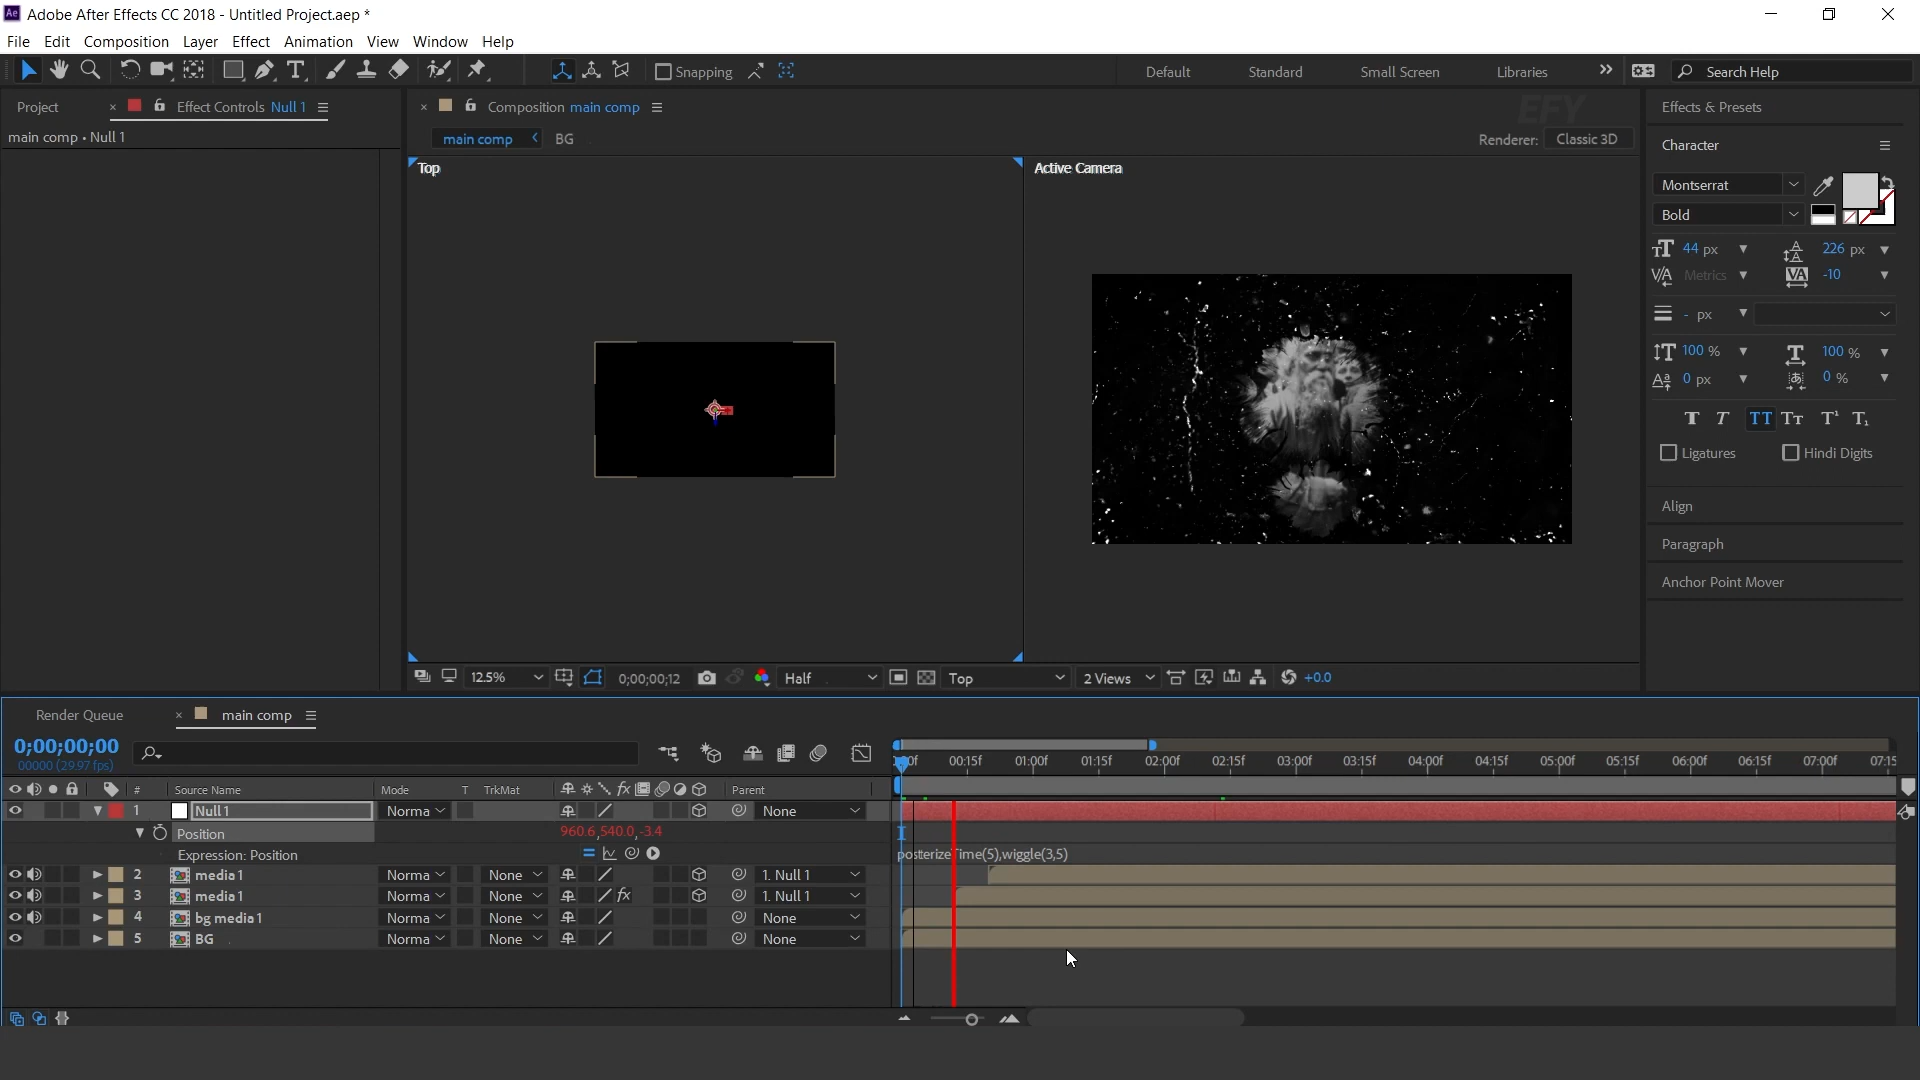 Ae Adobe After Effects CC 2018 - Untitled Project.aep *
File Edit Composition Layer Effect Animation View Window Help
Snapping Default Standard Small Screen Libraries Search Help
Project Effect Controls Null 1
main comp • Null 1
Composition main comp
main comp BG
EFY
Renderer: Classic 3D
Top
Active Camera
12.5% 0;00;00;12 Half Top 2 Views +0.0
Effects & Presets
Character
Montserrat
Bold
44 px 226 px
Metrics -10
- px
100 % 100 %
0 px 0 %
Ligatures Hindi Digits
Align
Paragraph
Anchor Point Mover
Render Queue main comp
0;00;00;00
00000 (29.97 fps)
00:15f 01:00f 01:15f 02:00f 02:15f 03:00f 03:15f 04:00f 04:15f 05:00f 05:15f 06:00f 06:15f 07:00f 07:15
# Source Name Mode T TrkMat Parent
1 Null 1 Norma None
Position 960.6,540.0,-3.4
Expression: Position posterizeTime(5),wiggle(3,5)
2 media1 Norma None 1. Null 1
3 media1 Norma None fx 1. Null 1
4 bg media1 Norma None None
5 BG Norma None None